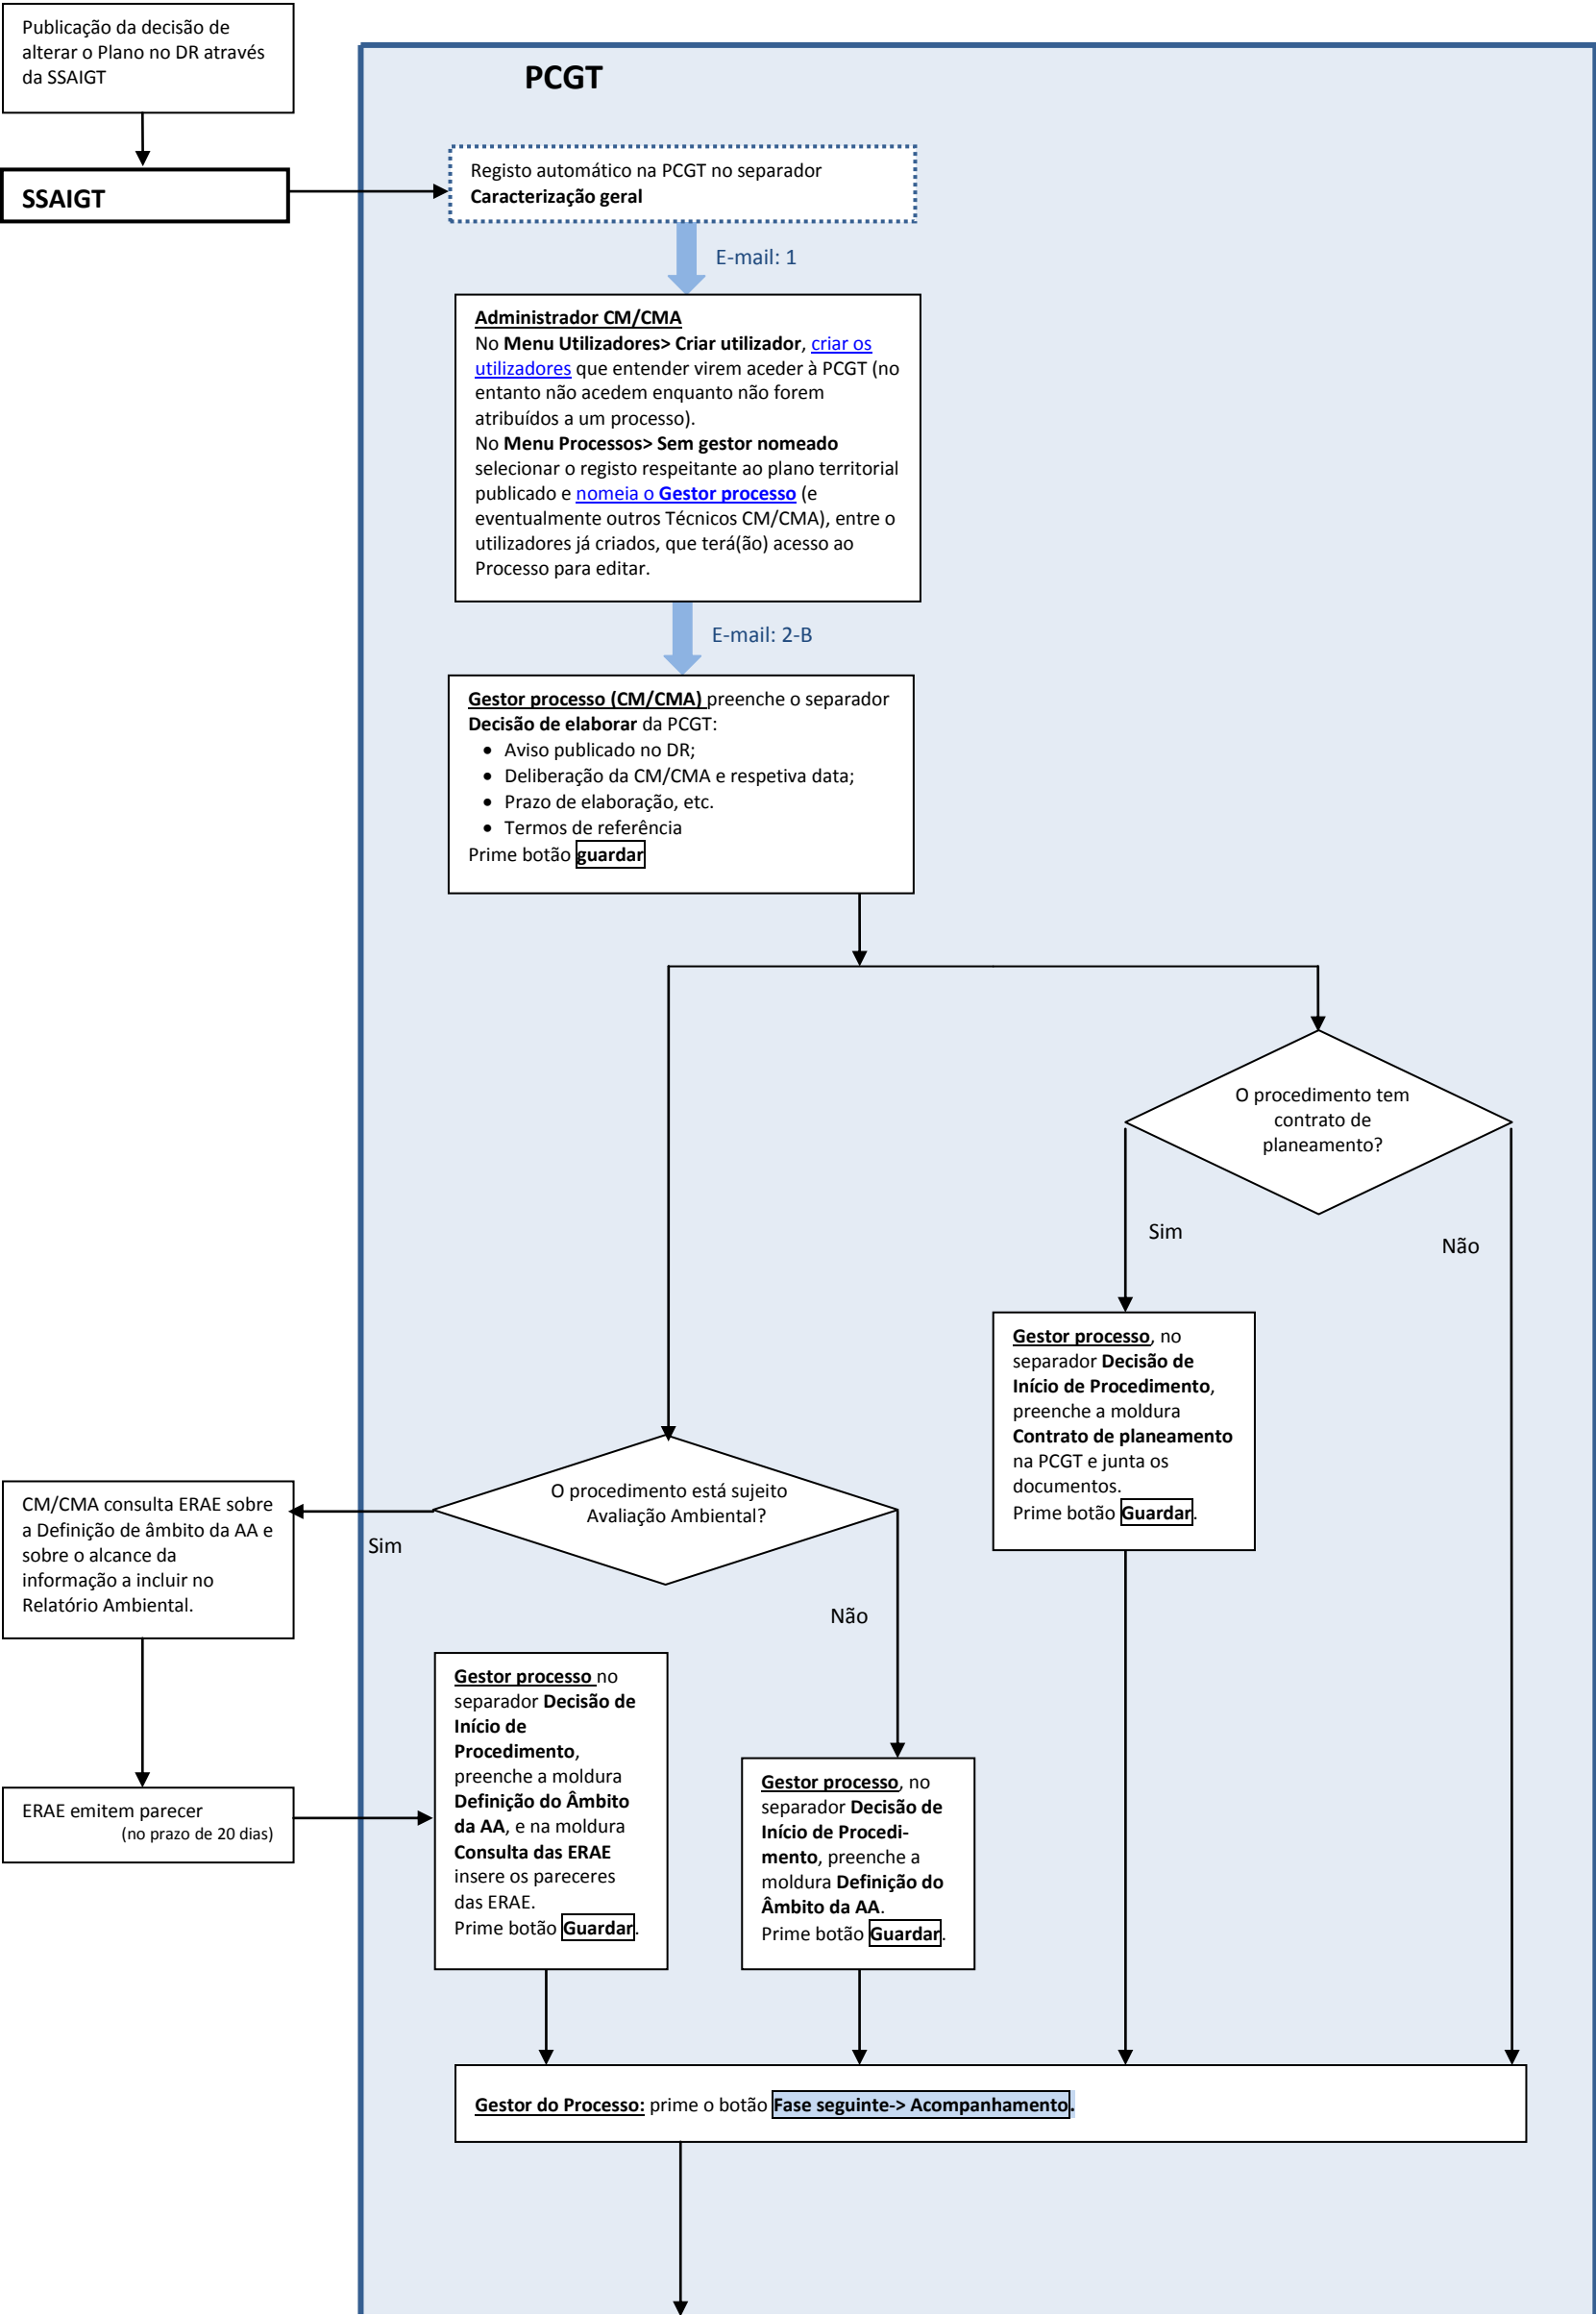 Publicação da decisão de
alterar o Plano no DR através
da SSAIGT
PCGT
SSAIGT
Registo automático na PCGT no separador
Caracterização geral
E-mail: 1
Administrador CM/CMA
No Menu Utilizadores> Criar utilizador, criar os
utilizadores que entender virem aceder à PCGT (no
entanto não acedem enquanto não forem
atribuídos a um processo).
No Menu Processos> Sem gestor nomeado
selecionar o registo respeitante ao plano territorial
publicado e nomeia o Gestor processo (e
eventualmente outros Técnicos CM/CMA), entre o
utilizadores já criados, que terá(ão) acesso ao
Processo para editar.
E-mail: 2-B
Gestor processo (CM/CMA) preenche o separador
Decisão de elaborar da PCGT:
• Aviso publicado no DR;
• Deliberação da CM/CMA e respetiva data;
• Prazo de elaboração, etc.
• Termos de referência
Prime botão guardar
O procedimento tem
contrato de
planeamento?
Sim
Não
Gestor processo, no
separador Decisão de
Início de Procedimento,
preenche a moldura
Contrato de planeamento
na PCGT e junta os
documentos.
Prime botão Guardar.
O procedimento está sujeito
Avaliação Ambiental?
Sim
Não
CM/CMA consulta ERAE sobre
a Definição de âmbito da AA e
sobre o alcance da
informação a incluir no
Relatório Ambiental.
ERAE emitem parecer
(no prazo de 20 dias)
Gestor processo no
separador Decisão de
Início de
Procedimento,
preenche a moldura
Definição do Âmbito
da AA, e na moldura
Consulta das ERAE
insere os pareceres
das ERAE.
Prime botão Guardar.
Gestor processo, no
separador Decisão de
Início de Procedi-
mento, preenche a
moldura Definição do
Âmbito da AA.
Prime botão Guardar.
Gestor do Processo: prime o botão Fase seguinte-> Acompanhamento.